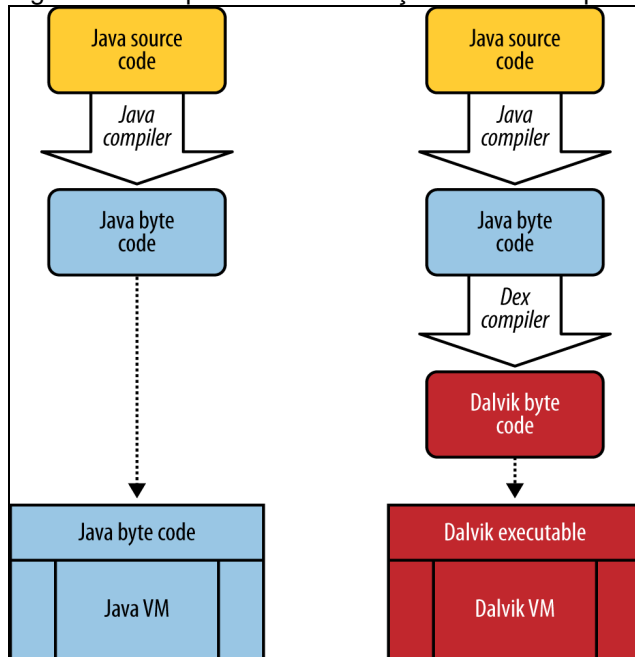 Java source
code
Java
compiler
Java byte
code
Java byte code
Java VM
Java source
code
Java
compiler
Java byte
code
Dex
compiler
Dalvik byte
code
Dalvik executable
Dalvik VM